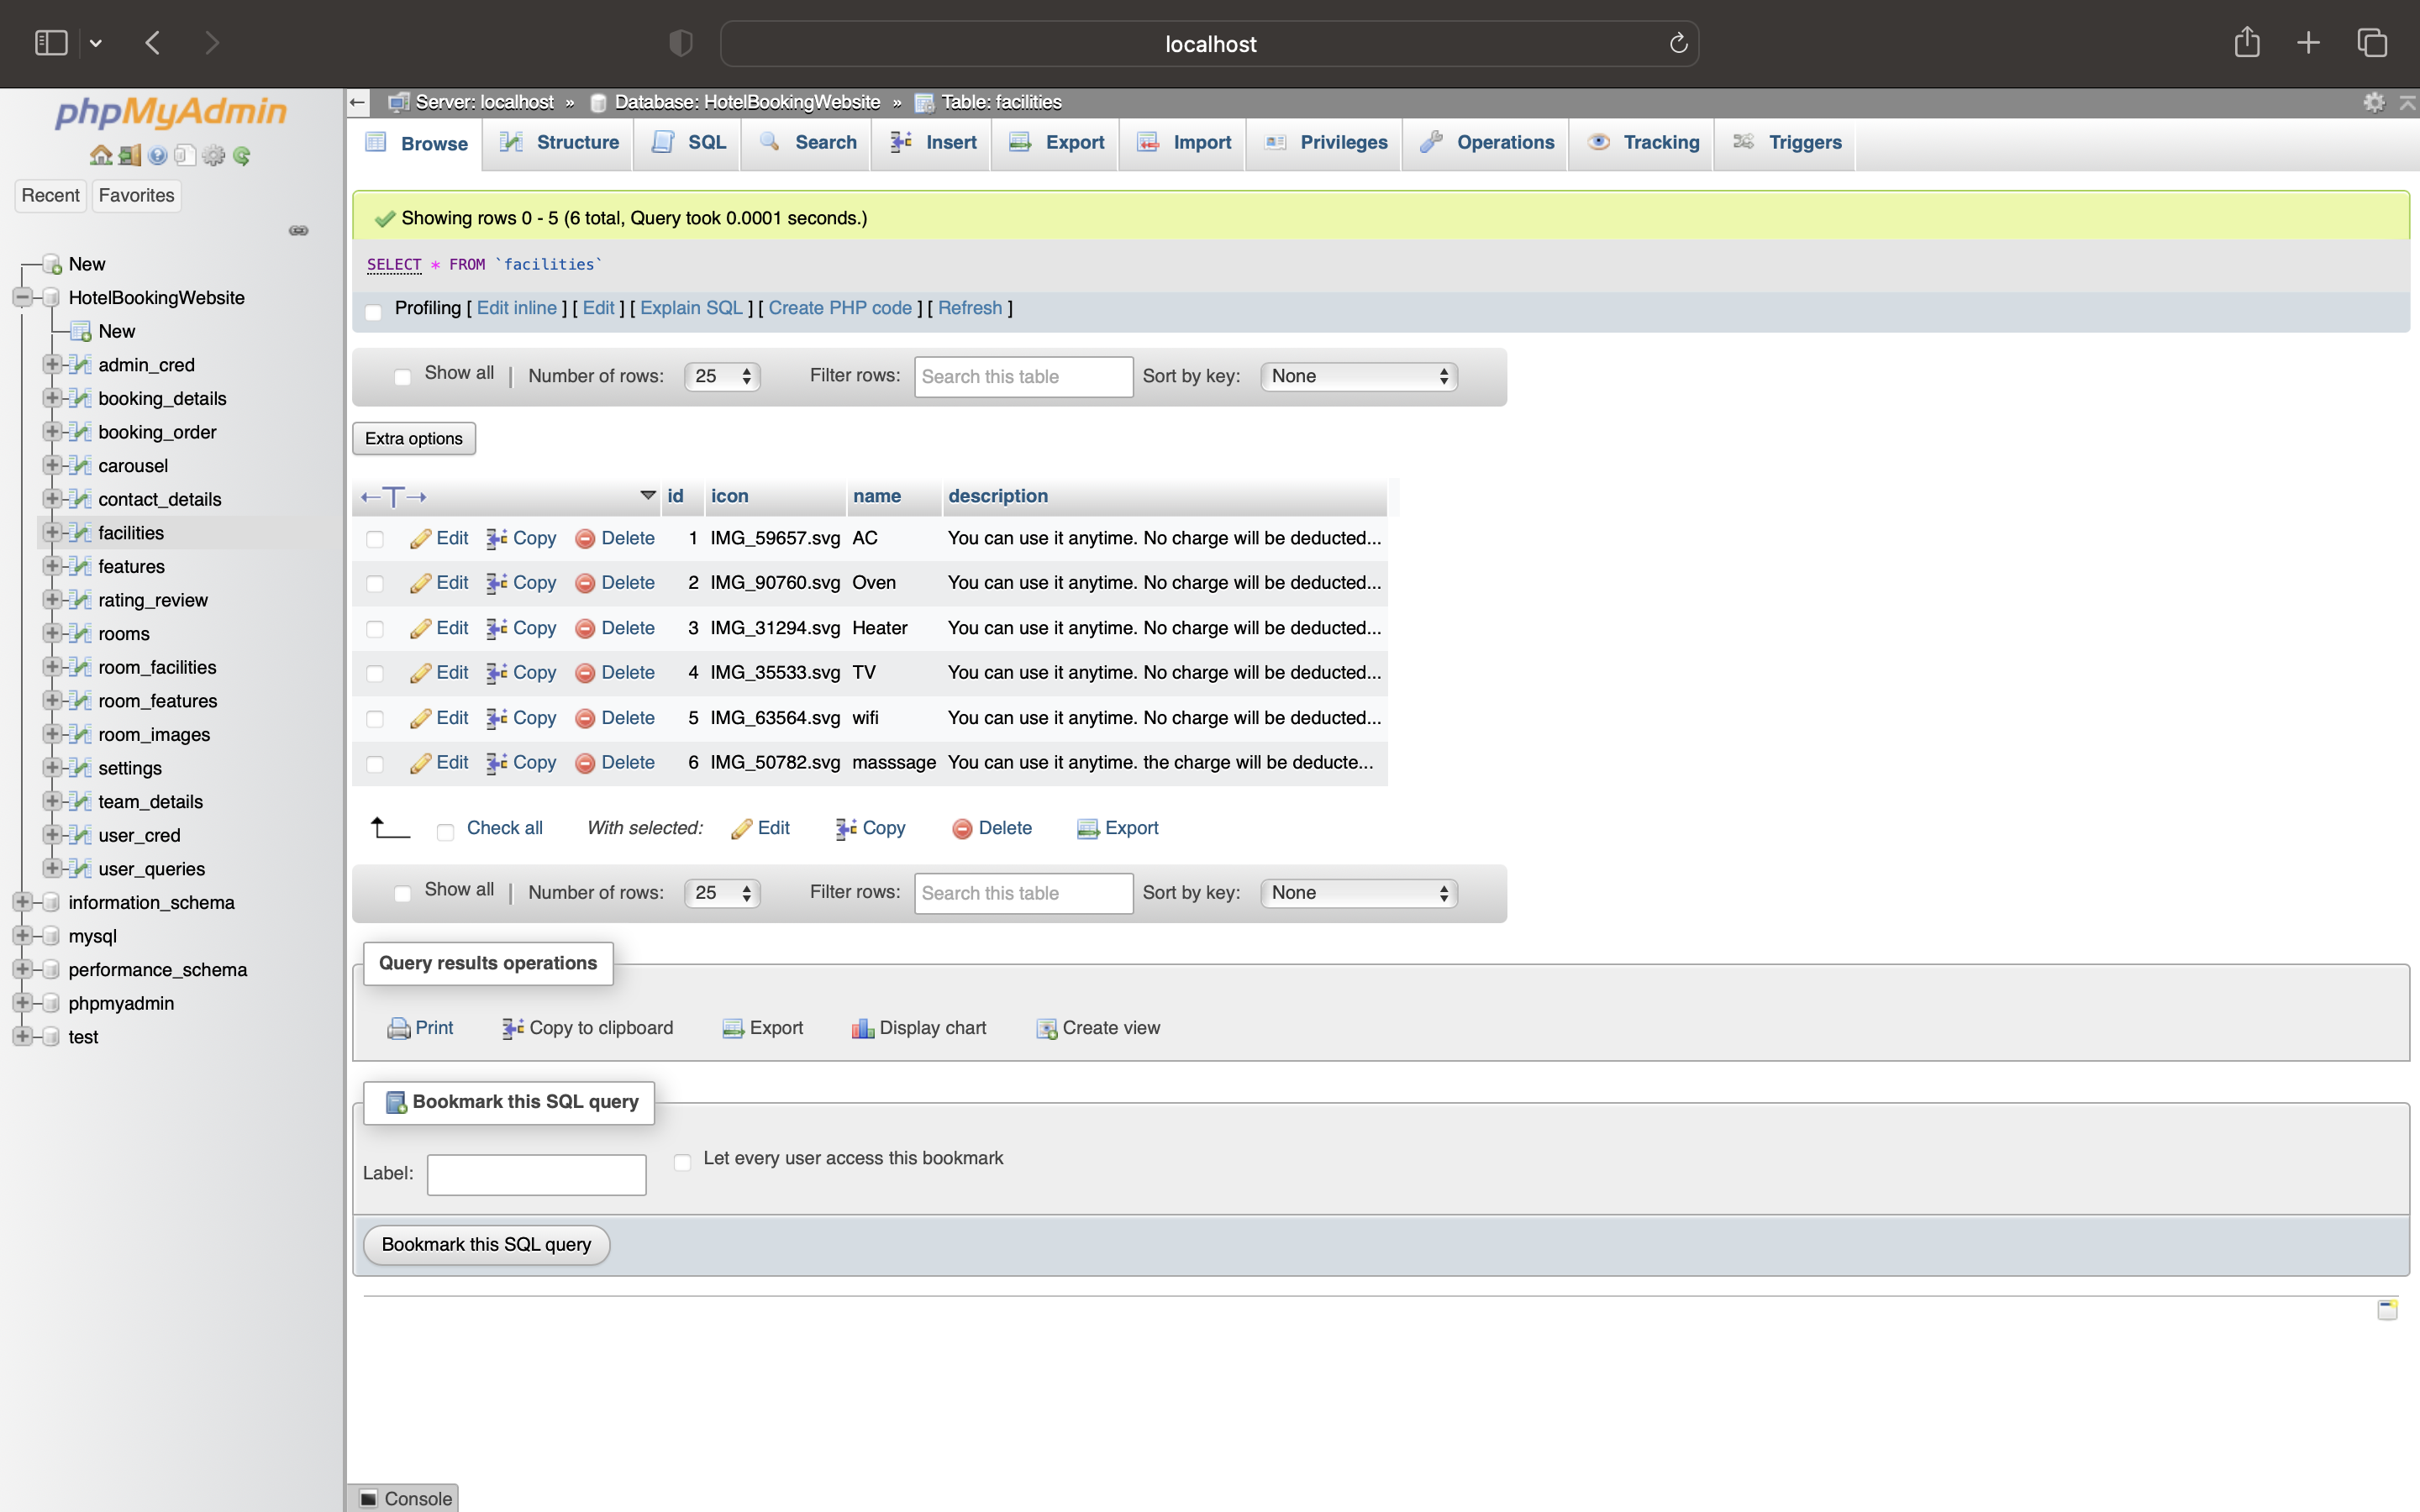 localhost
phpMyAdmin
Recent Favorites
New
HotelBookingWebsite
New
admin_cred
booking_details
booking_order
carousel
contact_details
facilities
features
rating_review
rooms
room_facilities
room_features
room_images
settings
team_details
user_cred
user_queries
information_schema
mysql
performance_schema
phpmyadmin
test
Server: localhost » Database: HotelBookingWebsite » Table: facilities
Browse Structure SQL Search Insert Export Import Privileges Operations Tracking Triggers
Showing rows 0 - 5 (6 total, Query took 0.0001 seconds.)
SELECT * FROM `facilities`
Profiling [ Edit inline ] [ Edit ] [ Explain SQL ] [ Create PHP code ] [ Refresh ]
Show all | Number of rows: 25 Filter rows: Search this table Sort by key: None
Extra options
←T→ id icon name description
Edit Copy Delete 1 IMG_59657.svg AC You can use it anytime. No charge will be deducted...
Edit Copy Delete 2 IMG_90760.svg Oven You can use it anytime. No charge will be deducted...
Edit Copy Delete 3 IMG_31294.svg Heater You can use it anytime. No charge will be deducted...
Edit Copy Delete 4 IMG_35533.svg TV You can use it anytime. No charge will be deducted...
Edit Copy Delete 5 IMG_63564.svg wifi You can use it anytime. No charge will be deducted...
Edit Copy Delete 6 IMG_50782.svg masssage You can use it anytime. the charge will be deducte...
Check all With selected: Edit Copy Delete Export
Show all | Number of rows: 25 Filter rows: Search this table Sort by key: None
Query results operations
Print Copy to clipboard Export Display chart Create view
Bookmark this SQL query
Label: Let every user access this bookmark
Bookmark this SQL query
Console